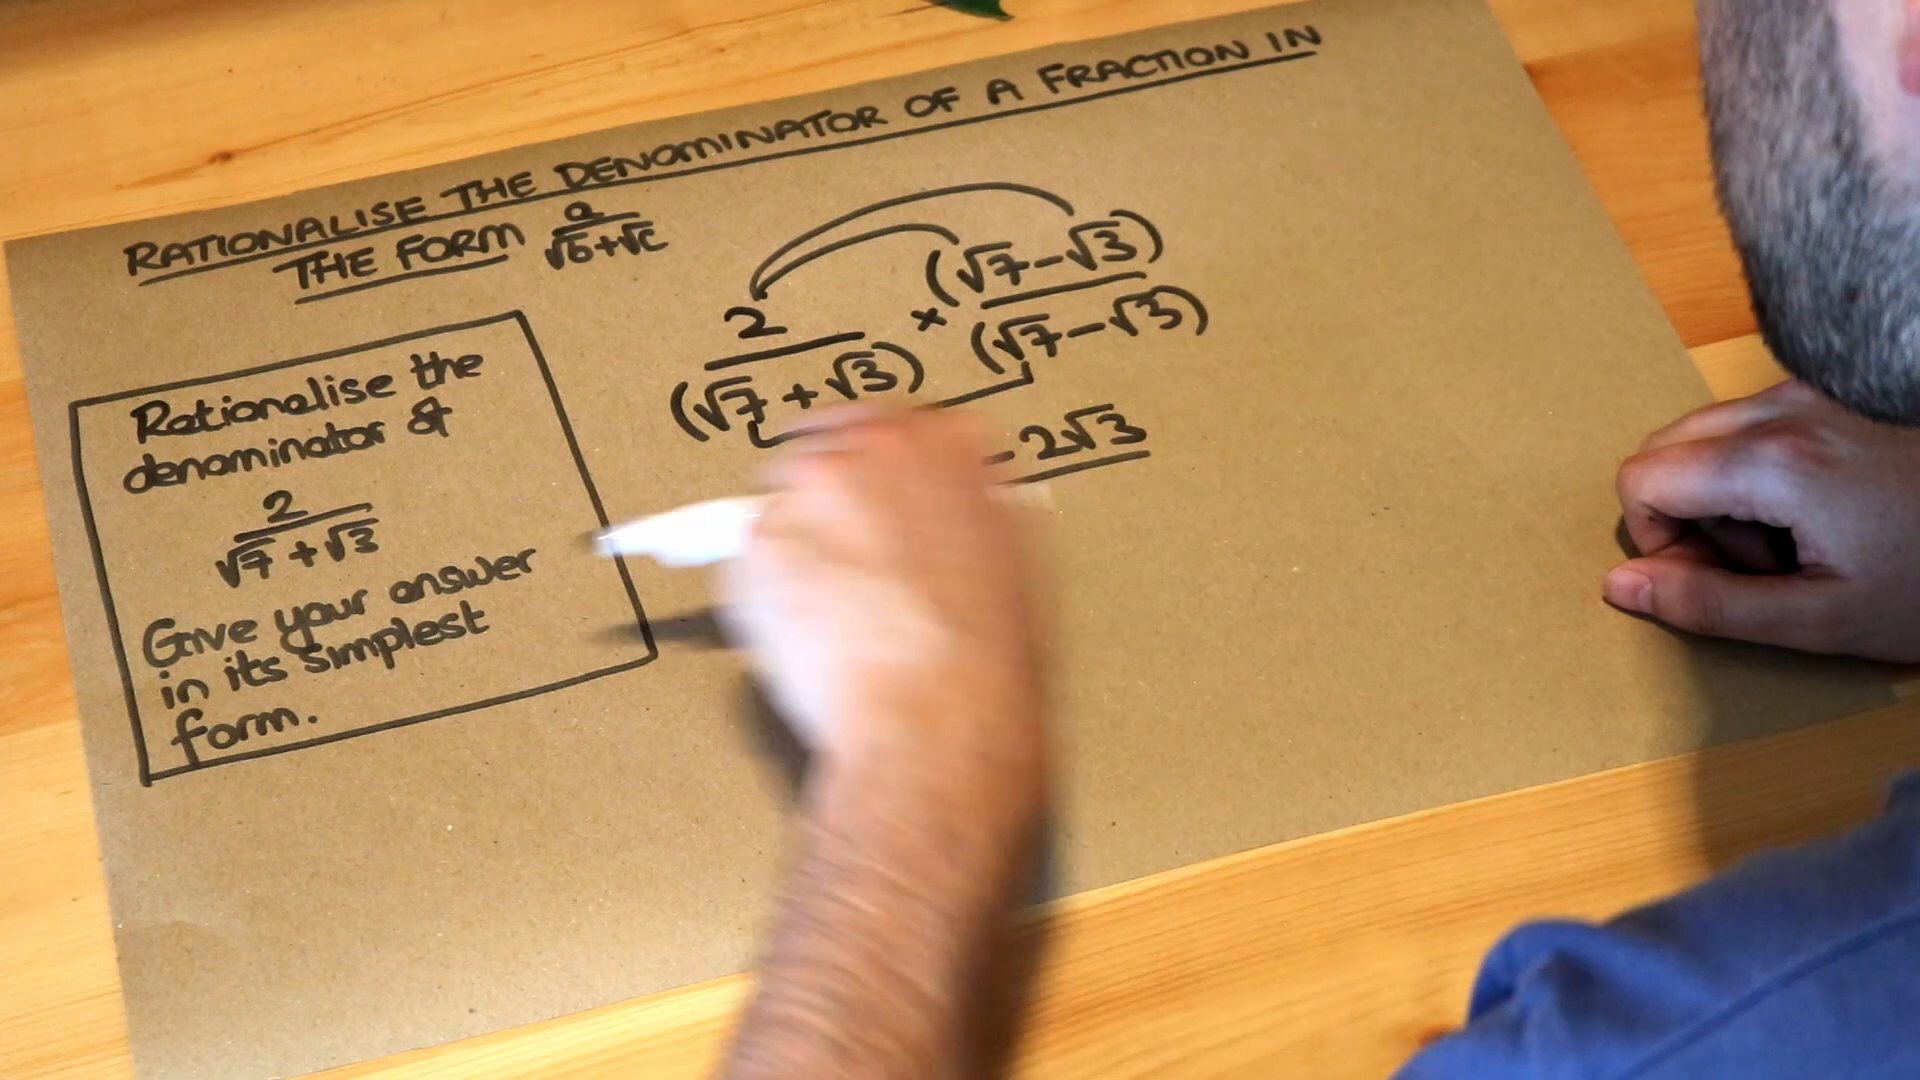 RATIONALISE THE DENOMINATOR OF A FRACTION IN
THE FORM a/√b+√c
Rationalise the
denominator of
2
√7 + √3
Give your answer
in its simplest
form.
2 × (√7 − √3)
(√7 + √3) (√7 − √3)
- 2√3